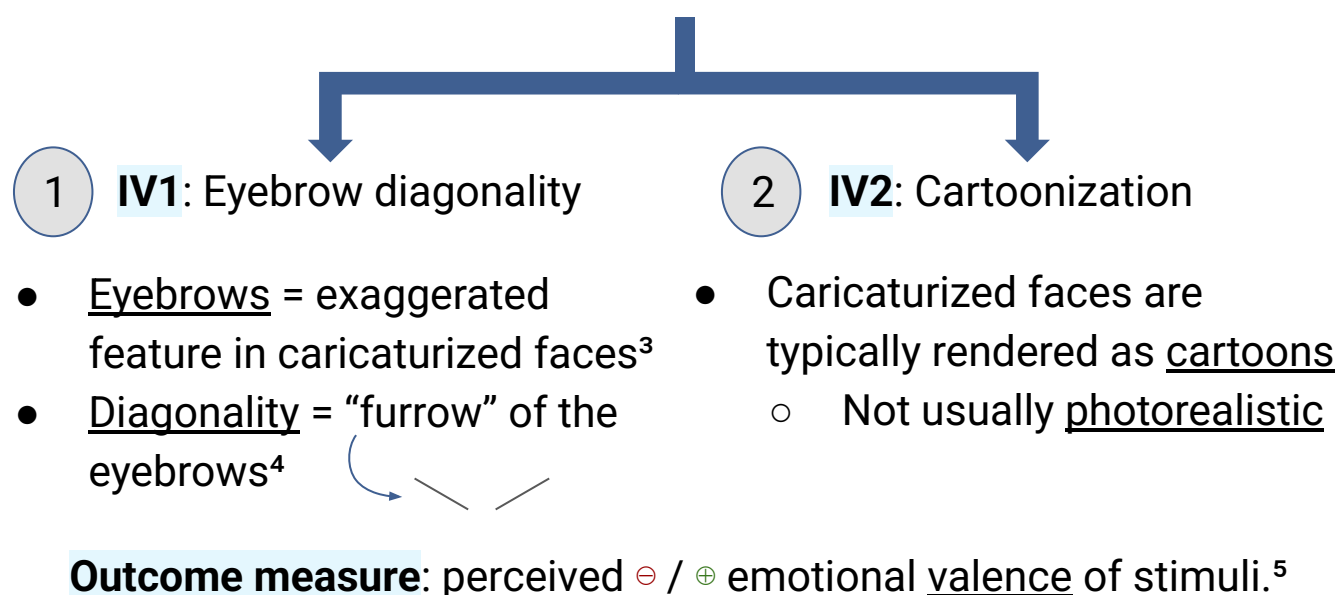 1 IV1: Eyebrow diagonality
● Eyebrows = exaggerated
feature in caricaturized faces³
● Diagonality = “furrow” of the
eyebrows⁴
2 IV2: Cartoonization
● Caricaturized faces are
typically rendered as cartoons
○ Not usually photorealistic
Outcome measure: perceived ⊖ / ⊕ emotional valence of stimuli.⁵